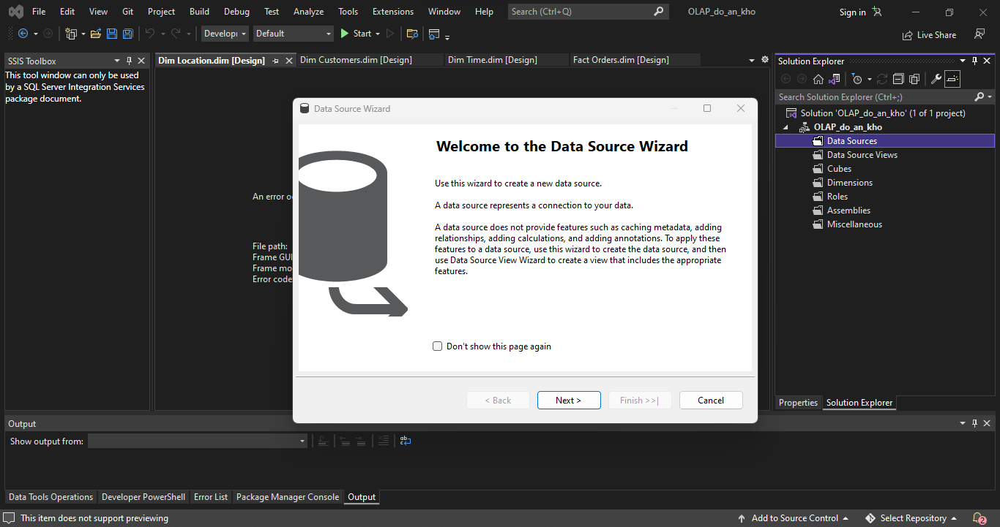 File Edit View Git Project Build Debug Test Analyze Tools Extensions Window Help Search (Ctrl+Q) OLAP_do_an_kho Sign in
Develop Default Start Live Share
SSIS Toolbox
This tool window can only be used
by a SQL Server Integration Services
package document.
Dim Location.dim [Design] Dim Customers.dim [Design] Dim Time.dim [Design] Fact Orders.dim [Design]
An error o
File path:
Frame GUI
Frame mo
Error code
Data Source Wizard
Welcome to the Data Source Wizard
Use this wizard to create a new data source.
A data source represents a connection to your data.
A data source does not provide features such as caching metadata, adding
relationships, adding calculations, and adding annotations. To apply these
features to a data source, use this wizard to create the data source, and then
use Data Source View Wizard to create a view that includes the appropriate
features.
Don't show this page again
< Back Next > Finish >>| Cancel
Solution Explorer
Search Solution Explorer (Ctrl+;)
Solution 'OLAP_do_an_kho' (1 of 1 project)
OLAP_do_an_kho
Data Sources
Data Source Views
Cubes
Dimensions
Roles
Assemblies
Miscellaneous
Properties Solution Explorer
Output
Show output from:
Data Tools Operations Developer PowerShell Error List Package Manager Console Output
This item does not support previewing Add to Source Control Select Repository 2